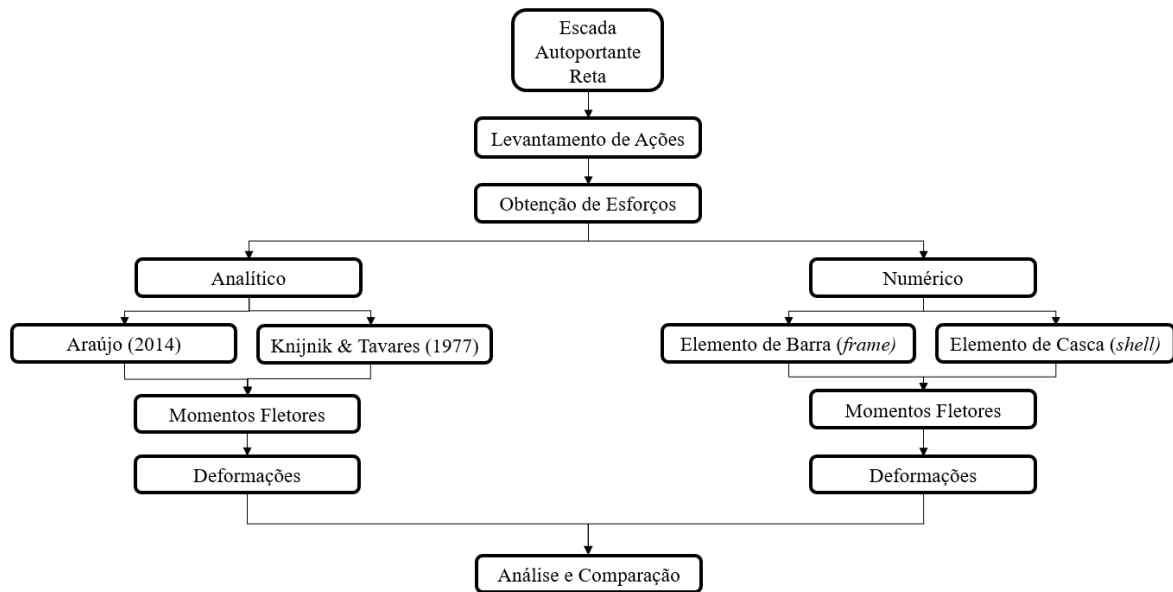 Escada
Autoportante
Reta
Levantamento de Ações
Obtenção de Esforços
Analítico
Numérico
Araújo (2014)
Knijnik & Tavares (1977)
Elemento de Barra (frame)
Elemento de Casca (shell)
Momentos Fletores
Momentos Fletores
Deformações
Deformações
Análise e Comparação